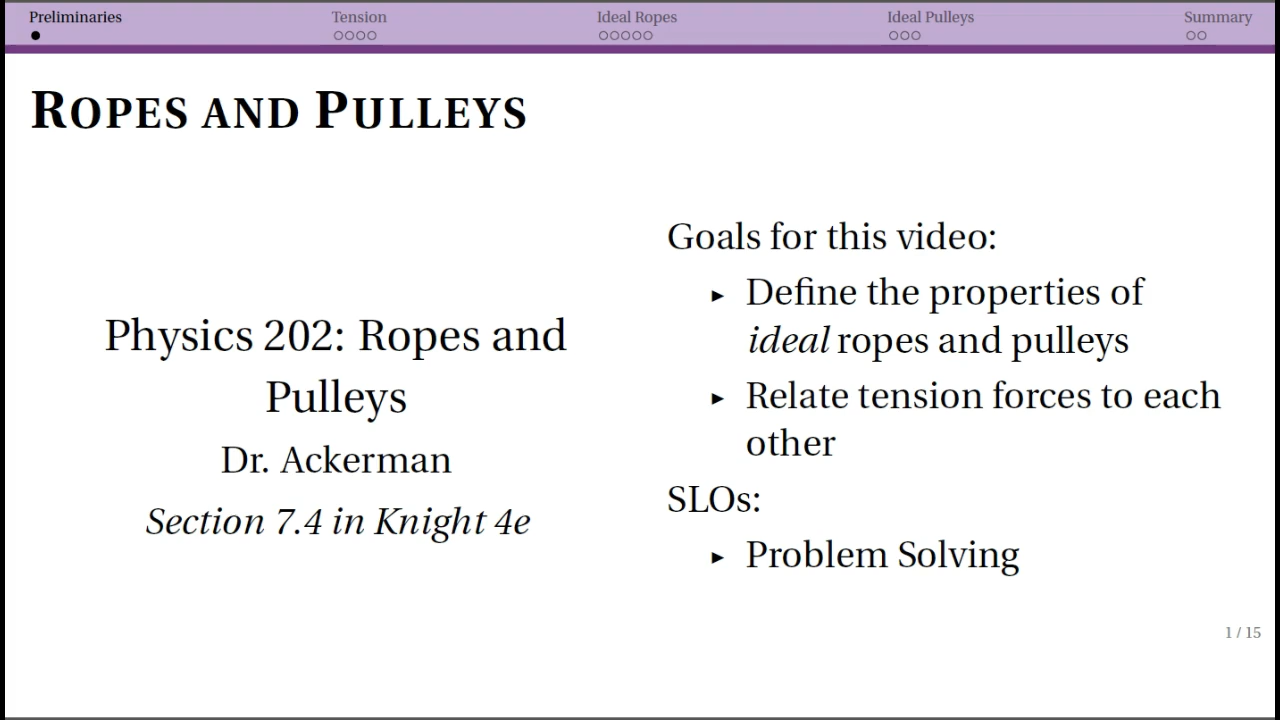 Preliminaries
Tension
Ideal Ropes
Ideal Pulleys
Summary
ROPES AND PULLEYS
Physics 202: Ropes and
Pulleys
Dr. Ackerman
Section 7.4 in Knight 4e
Goals for this video:
Define the properties of
ideal ropes and pulleys
Relate tension forces to each
other
SLOs:
Problem Solving
1 / 15